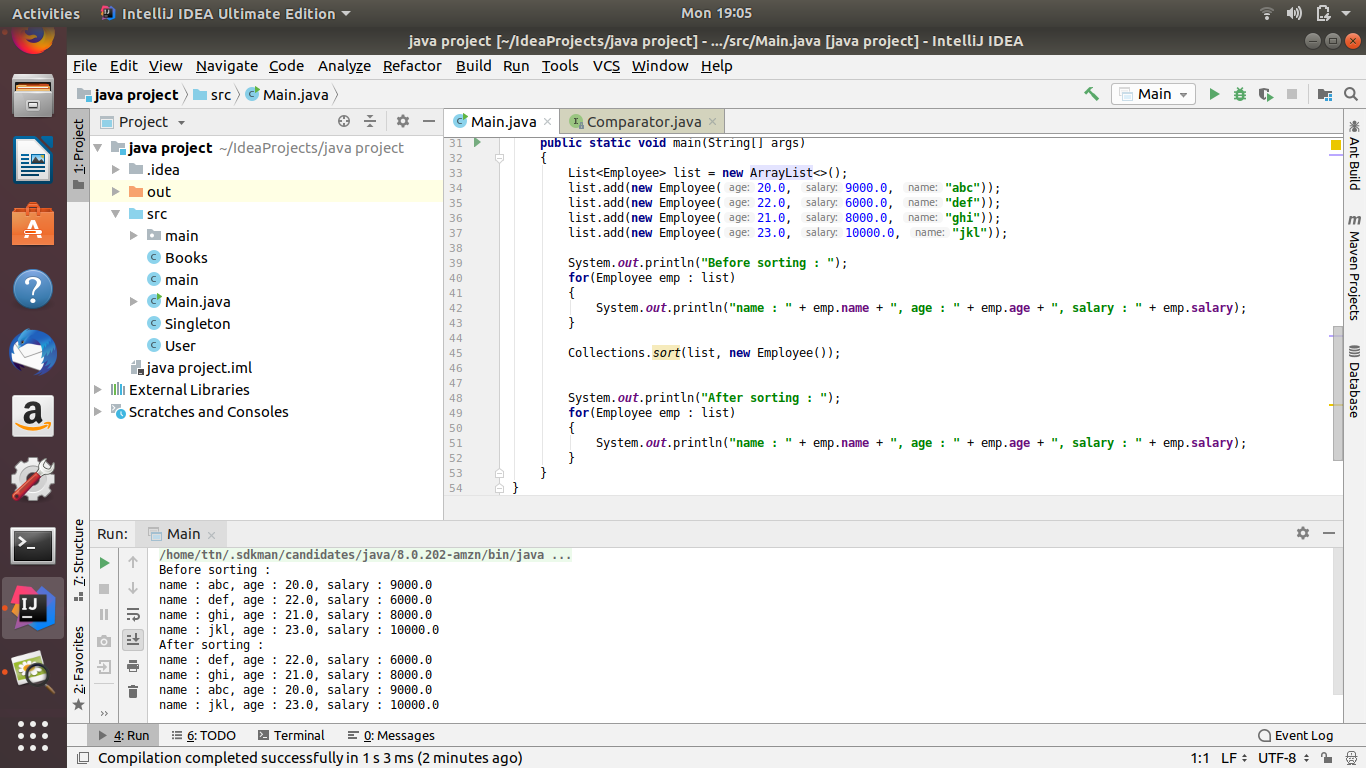 Activities IntelliJ IDEA Ultimate Edition Mon 19:05
java project [~/IdeaProjects/java project] - .../src/Main.java [java project] - IntelliJ IDEA
File Edit View Navigate Code Analyze Refactor Build Run Tools VCS Window Help
java project src Main.java Main
Project
Main.java Comparator.java
1: Project
java project ~/IdeaProjects/java project
.idea
out
src
main
Books
main
Main.java
Singleton
User
java project.iml
External Libraries
Scratches and Consoles
31 public static void main(String[] args)
32 {
33 List<Employee> list = new ArrayList<>();
34 list.add(new Employee( age: 20.0, salary: 9000.0, name: "abc"));
35 list.add(new Employee( age: 22.0, salary: 6000.0, name: "def"));
36 list.add(new Employee( age: 21.0, salary: 8000.0, name: "ghi"));
37 list.add(new Employee( age: 23.0, salary: 10000.0, name: "jkl"));
38
39 System.out.println("Before sorting : ");
40 for(Employee emp : list)
41 {
42 System.out.println("name : " + emp.name + ", age : " + emp.age + ", salary : " + emp.salary);
43 }
44
45 Collections.sort(list, new Employee());
46
47
48 System.out.println("After sorting : ");
49 for(Employee emp : list)
50 {
51 System.out.println("name : " + emp.name + ", age : " + emp.age + ", salary : " + emp.salary);
52 }
53 }
54 }
Ant Build
Maven Projects
Database
7: Structure
2: Favorites
Run: Main
/home/ttn/.sdkman/candidates/java/8.0.202-amzn/bin/java ...
Before sorting :
name : abc, age : 20.0, salary : 9000.0
name : def, age : 22.0, salary : 6000.0
name : ghi, age : 21.0, salary : 8000.0
name : jkl, age : 23.0, salary : 10000.0
After sorting :
name : def, age : 22.0, salary : 6000.0
name : ghi, age : 21.0, salary : 8000.0
name : abc, age : 20.0, salary : 9000.0
name : jkl, age : 23.0, salary : 10000.0
4: Run 6: TODO Terminal 0: Messages Event Log
Compilation completed successfully in 1 s 3 ms (2 minutes ago) 1:1 LF UTF-8